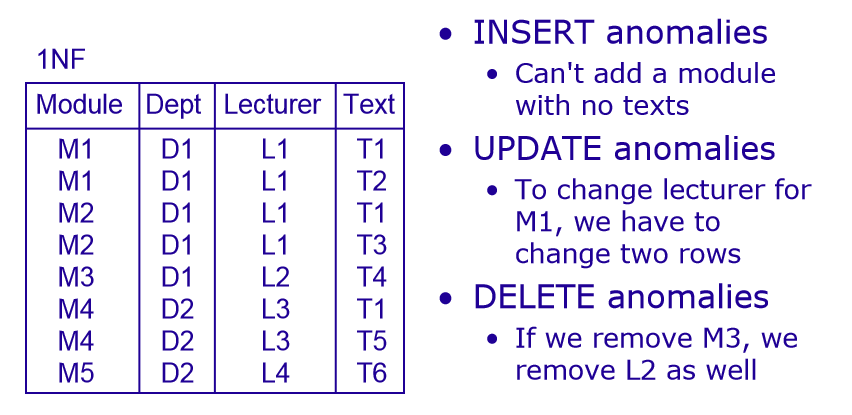 1NF
Module Dept Lecturer Text
M1 D1 L1 T1
M1 D1 L1 T2
M2 D1 L1 T1
M2 D1 L1 T3
M3 D1 L2 T4
M4 D2 L3 T1
M4 D2 L3 T5
M5 D2 L4 T6
• INSERT anomalies
• Can't add a module
with no texts
• UPDATE anomalies
• To change lecturer for
M1, we have to
change two rows
• DELETE anomalies
• If we remove M3, we
remove L2 as well